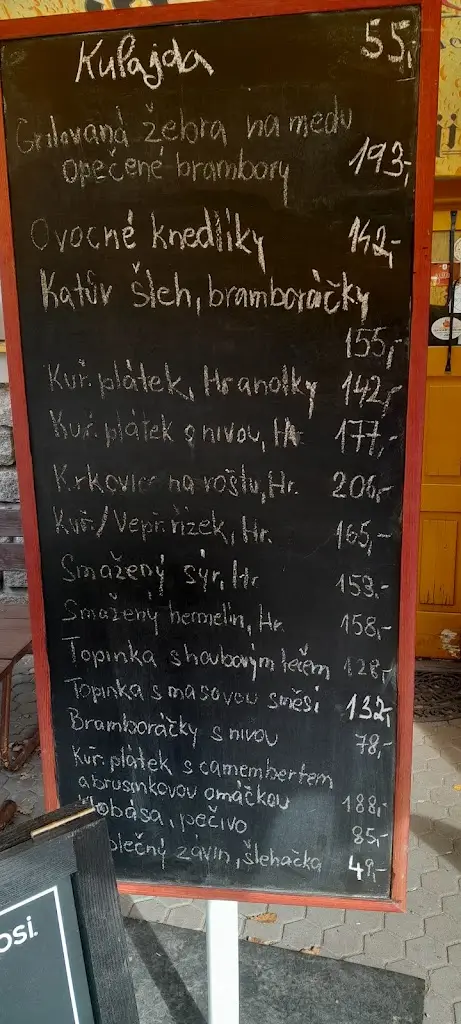 Kulajda 55,
Grilovaná žebra na medu
opečené brambory 193,-
Ovocné knedlíky 142,-
Katův šleh, bramboráčky
155,-
Kuř. plátek, Hranolky 142,-
Kuř. plátek s nivou, Hr 177,-
Krkovice na roštu, Hr. 206,-
Kuř./Vepř. řízek, Hr. 165,-
Smažený sýr, Hr 153.-
Smažený hermelín, Hr. 158,-
Topinka s houbovým 128,-
Topinka s masovou směsí 132,-
Bramboráčky s nivou 78,-
Kuř. plátek s camembertem
a brusinkovou omáčkou 188,-
klobása, pečivo 85,-
závin, šlehačka 49,-
osi.